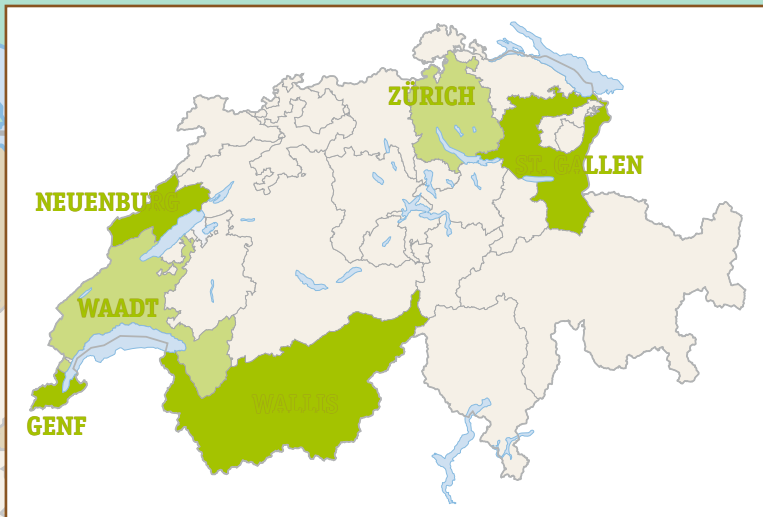 ZÜRICH
ST. GALLEN
NEUENBURG
WAADT
WALLIS
GENF